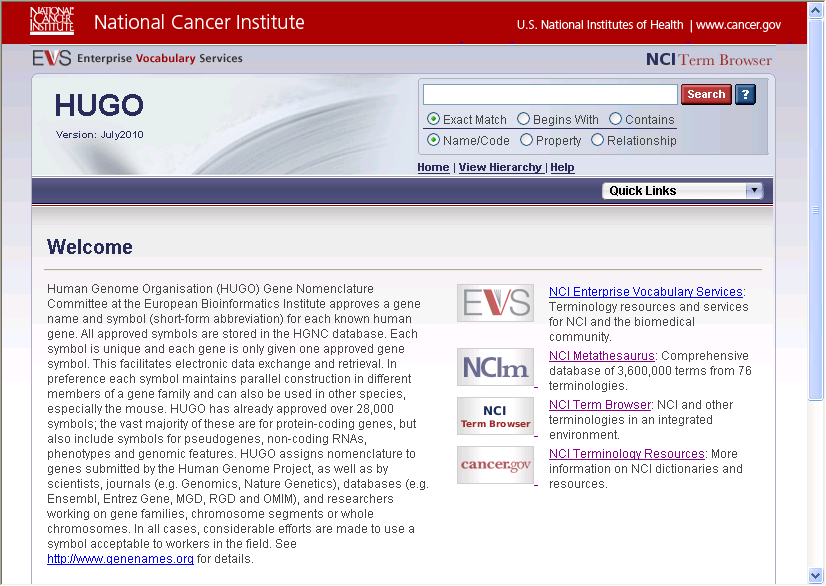 NATIONAL CANCER INSTITUTE
National Cancer Institute
U.S. National Institutes of Health | www.cancer.gov
EVS Enterprise Vocabulary Services
NCI Term Browser
HUGO
Version: July2010
Search
?
Exact Match Begins With Contains
Name/Code Property Relationship
Home | View Hierarchy | Help
Quick Links
Welcome
Human Genome Organisation (HUGO) Gene Nomenclature
Committee at the European Bioinformatics Institute approves a gene
name and symbol (short-form abbreviation) for each known human
gene. All approved symbols are stored in the HGNC database. Each
symbol is unique and each gene is only given one approved gene
symbol. This facilitates electronic data exchange and retrieval. In
preference each symbol maintains parallel construction in different
members of a gene family and can also be used in other species,
especially the mouse. HUGO has already approved over 28,000
symbols; the vast majority of these are for protein-coding genes, but
also include symbols for pseudogenes, non-coding RNAs,
phenotypes and genomic features. HUGO assigns nomenclature to
genes submitted by the Human Genome Project, as well as by
scientists, journals (e.g. Genomics, Nature Genetics), databases (e.g.
Ensembl, Entrez Gene, MGD, RGD and OMIM), and researchers
working on gene families, chromosome segments or whole
chromosomes. In all cases, considerable efforts are made to use a
symbol acceptable to workers in the field. See
http://www.genenames.org for details.
EVS
NCI Enterprise Vocabulary Services:
Terminology resources and services
for NCI and the biomedical
community.
NCIm
NCI Metathesaurus: Comprehensive
database of 3,600,000 terms from 76
terminologies.
NCI
Term Browser
NCI Term Browser: NCI and other
terminologies in an integrated
environment.
cancer.gov
NCI Terminology Resources: More
information on NCI dictionaries and
resources.